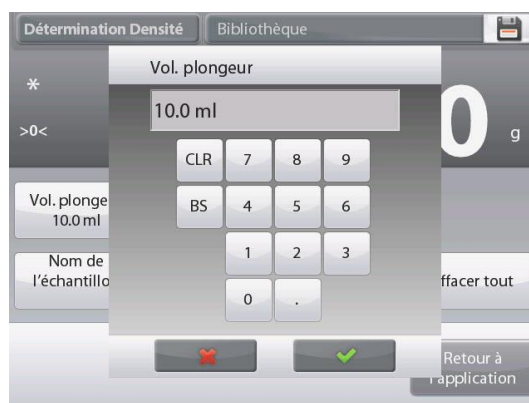 Détermination Densité
Bibliothèque
Vol. plongeur
10.0 ml
*
>0<
0 g
CLR 7 8 9
BS 4 5 6
1 2 3
0 .
Vol. plonge
10.0 ml
Nom de
l'échantillo
ffacer tout
Retour à
l'application